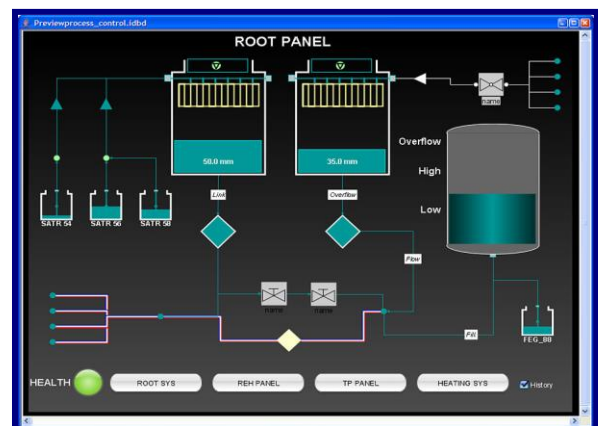 Previewprocess_control.idbd
ROOT PANEL
name
Overflow
High
Low
50.0 mm
35.0 mm
Link
Overflow
SATR 54
SATR 56
SATR 58
Flow
name
name
Fill
FEG_88
HEALTH
ROOT SYS
REH PANEL
TP PANEL
HEATING SYS
History